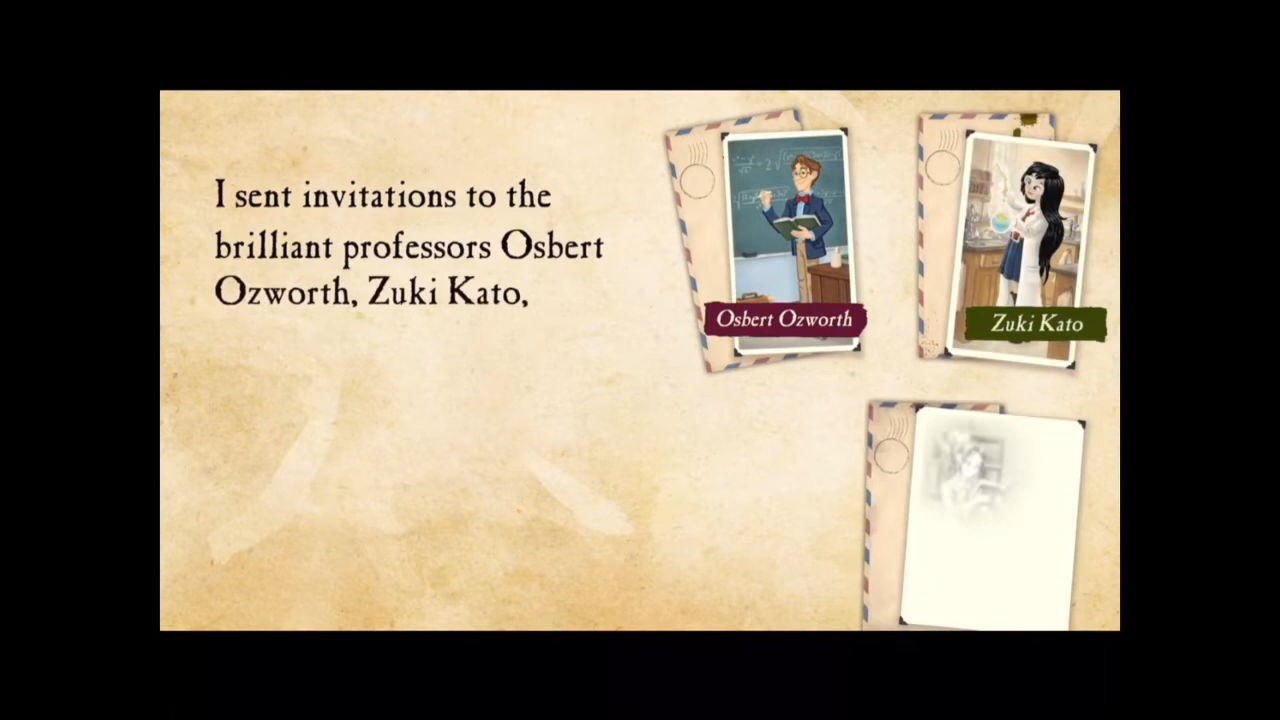 I sent invitations to the
brilliant professors Osbert
Ozworth, Zuki Kato,
Osbert Ozworth
Zuki Kato